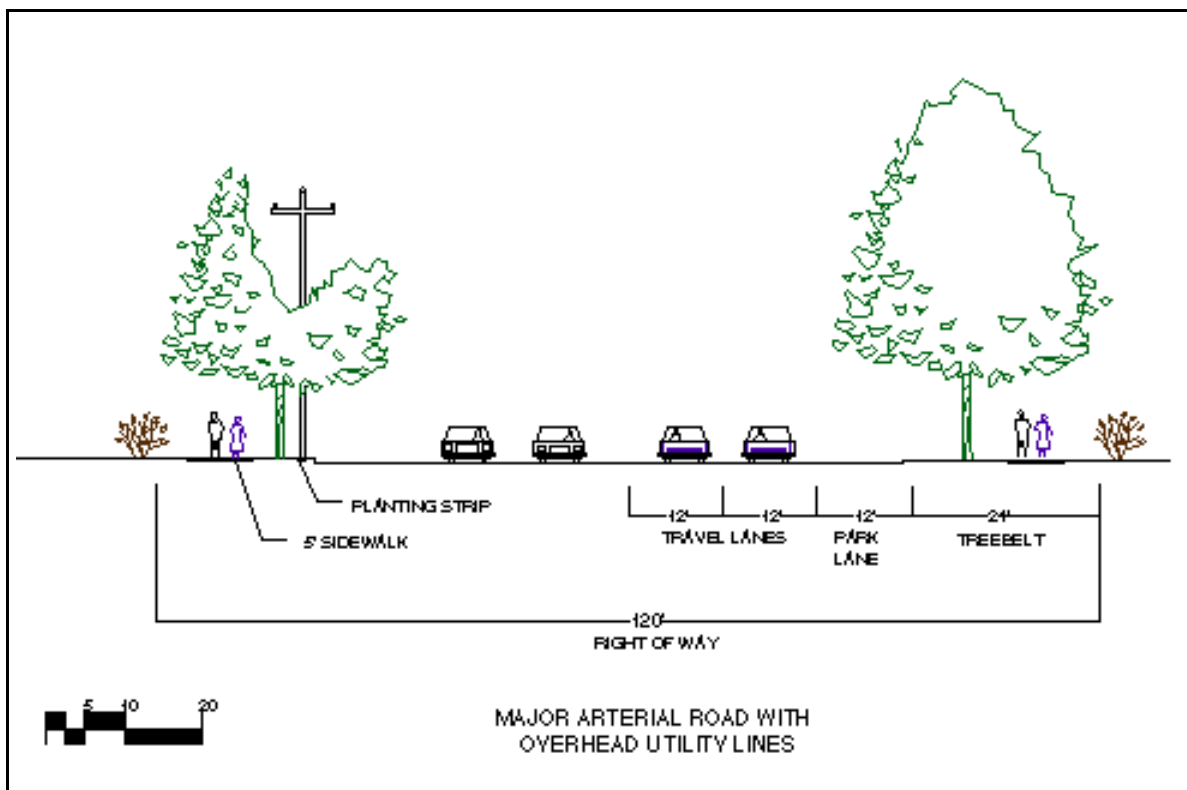 PLANTING STRIP
5' SIDEWALK
12' 12' 12' 24'
TRAVEL LANES
PARK
LANE
TREEBELT
120'
RIGHT OF WAY
5 10 20
MAJOR ARTERIAL ROAD WITH
OVERHEAD UTILITY LINES